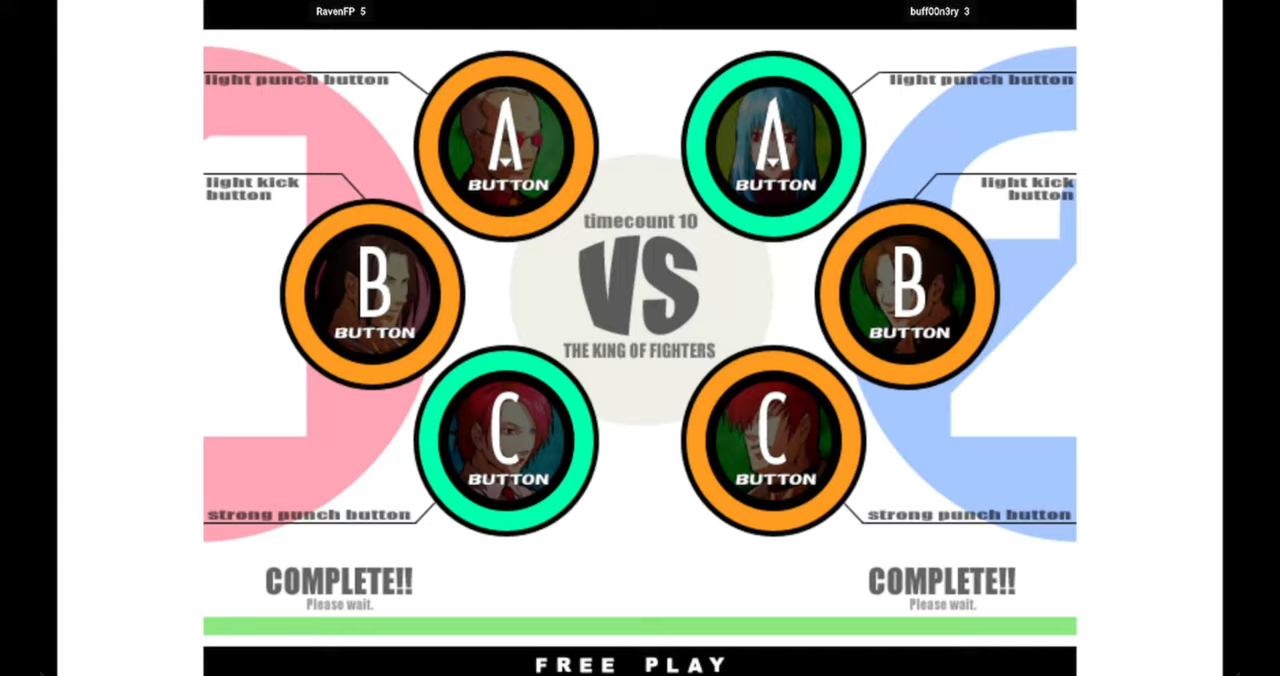 RavenFP 5
buff00n3ry 3
light punch button
A
BUTTON
A
BUTTON
light punch button
light kick
button
B
BUTTON
timecount 10
VS
THE KING OF FIGHTERS
light kick
button
B
BUTTON
C
BUTTON
C
BUTTON
strong punch button
strong punch button
COMPLETE!!
Please wait.
COMPLETE!!
Please wait.
FREE PLAY